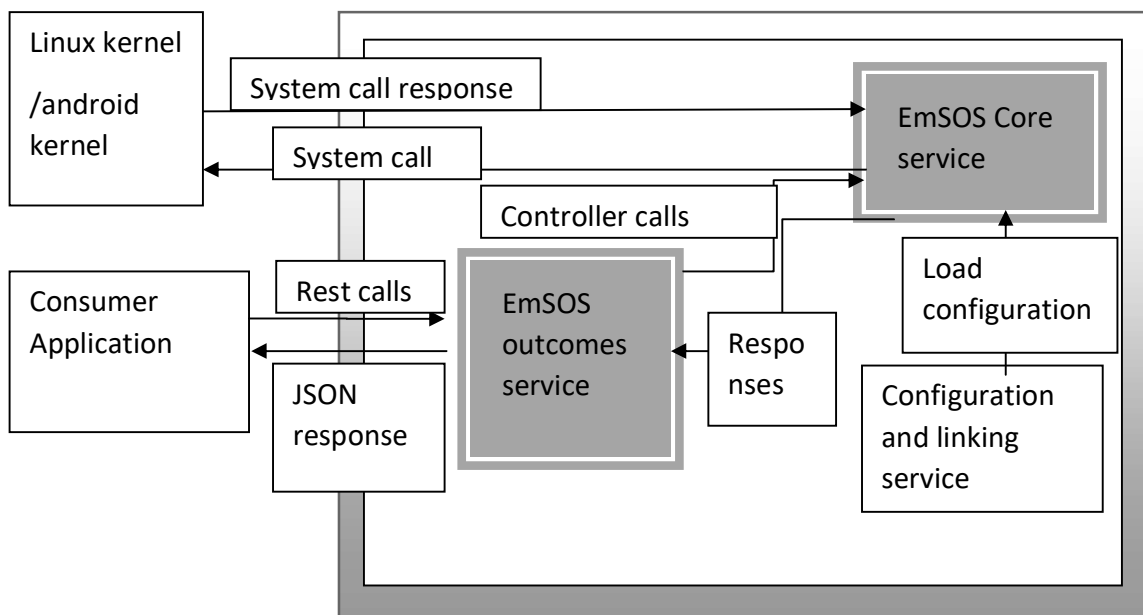 Linux kernel
/android
kernel
System call response
System call
EmSOS Core
service
Controller calls
Consumer
Application
Rest calls
JSON
response
EmSOS
outcomes
service
Respo
nses
Load
configuration
Configuration
and linking
service